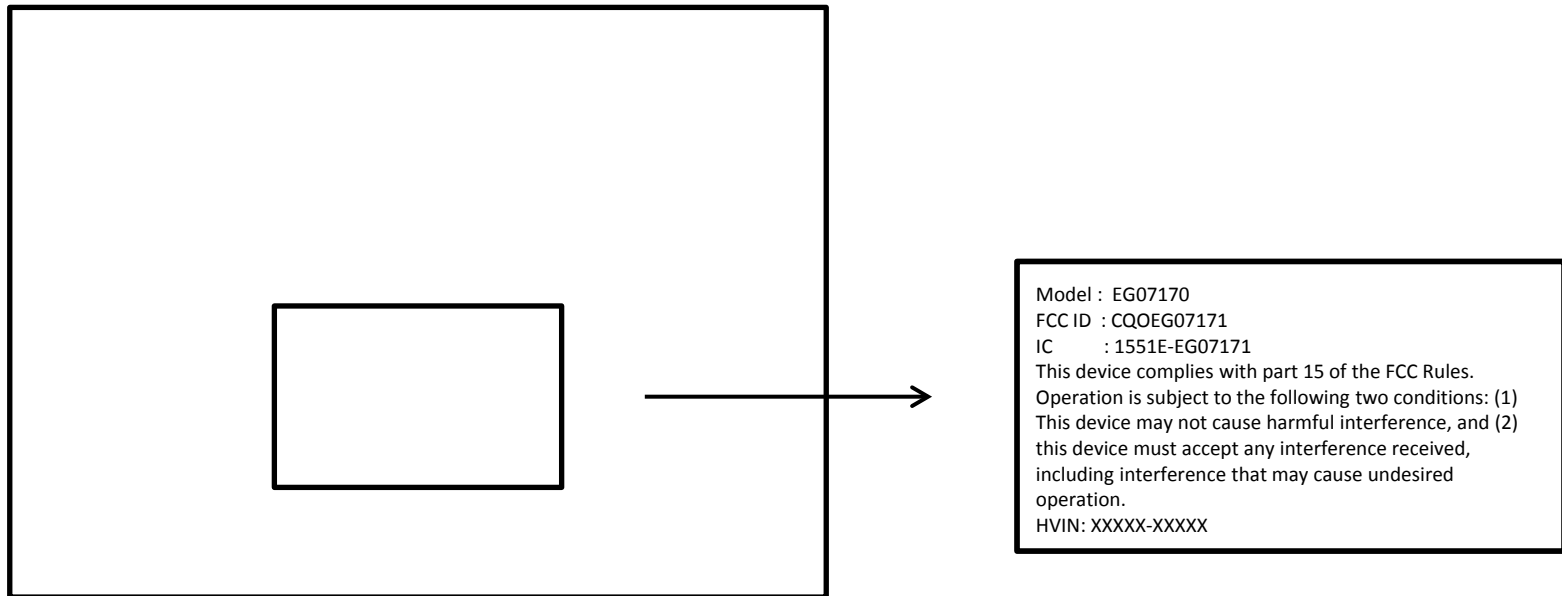 Model : EG07170
FCC ID : CQOEG07171
IC : 1551E-EG07171
This device complies with part 15 of the FCC Rules.
Operation is subject to the following two conditions: (1)
This device may not cause harmful interference, and (2)
this device must accept any interference received,
including interference that may cause undesired
operation.
HVIN: XXXXX-XXXXX